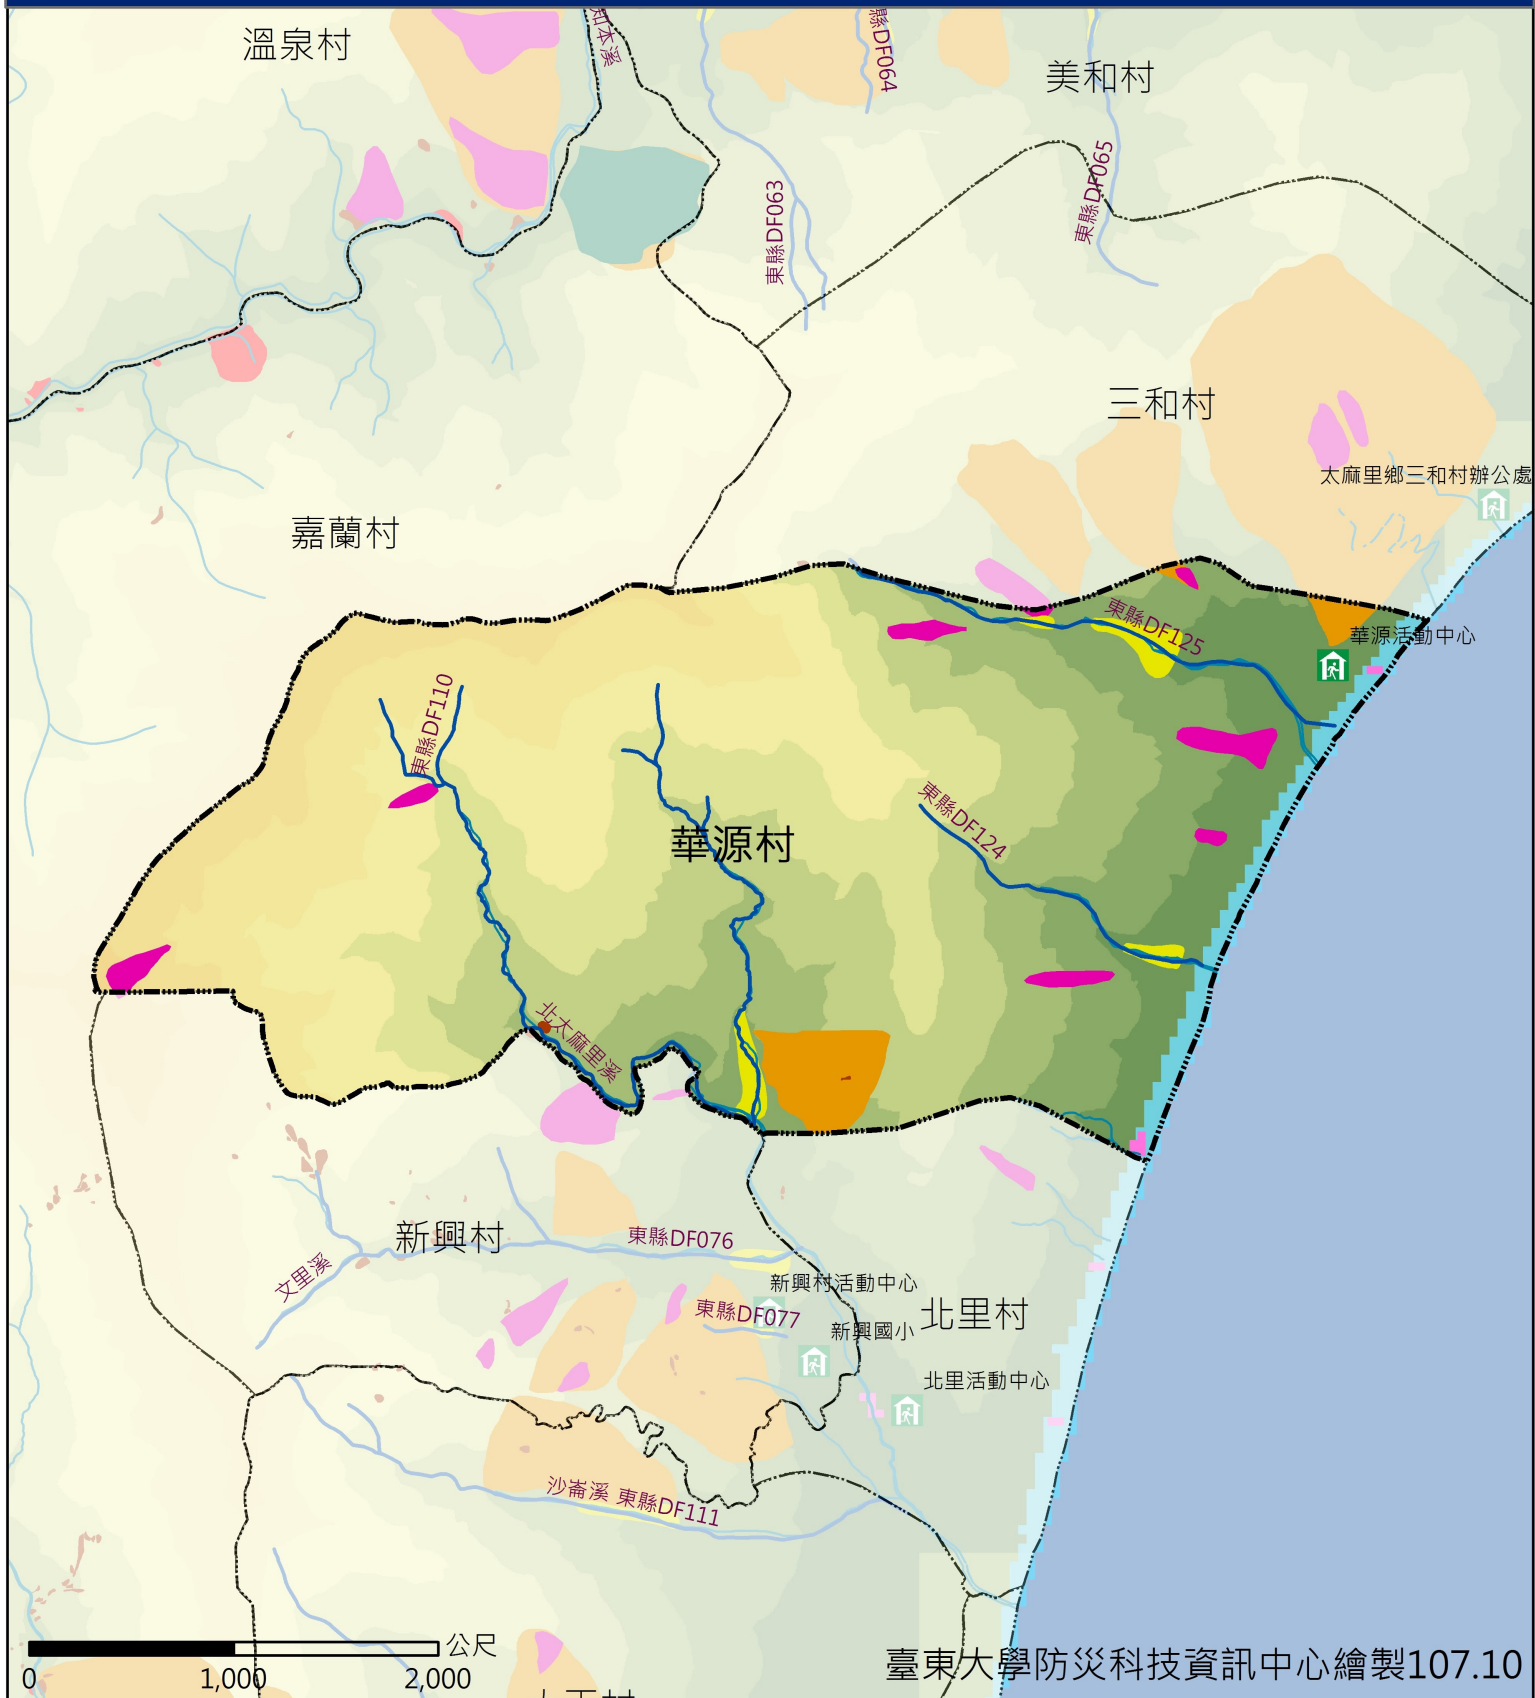 溫泉村
知本溪
縣DF064
美和村
東縣DF063
東縣DF065
三和村
太麻里鄉三和村辦公處
嘉蘭村
東縣DF125
華源活動中心
東縣DF110
東縣DF124
華源村
北太麻里溪
新興村
東縣DF076
文里溪
新興村活動中心
東縣DF077
北里村
新興國小
北里活動中心
沙崙溪 東縣DF111
公尺
0 1,000 2,000
臺東大學防災科技資訊中心繪製107.10